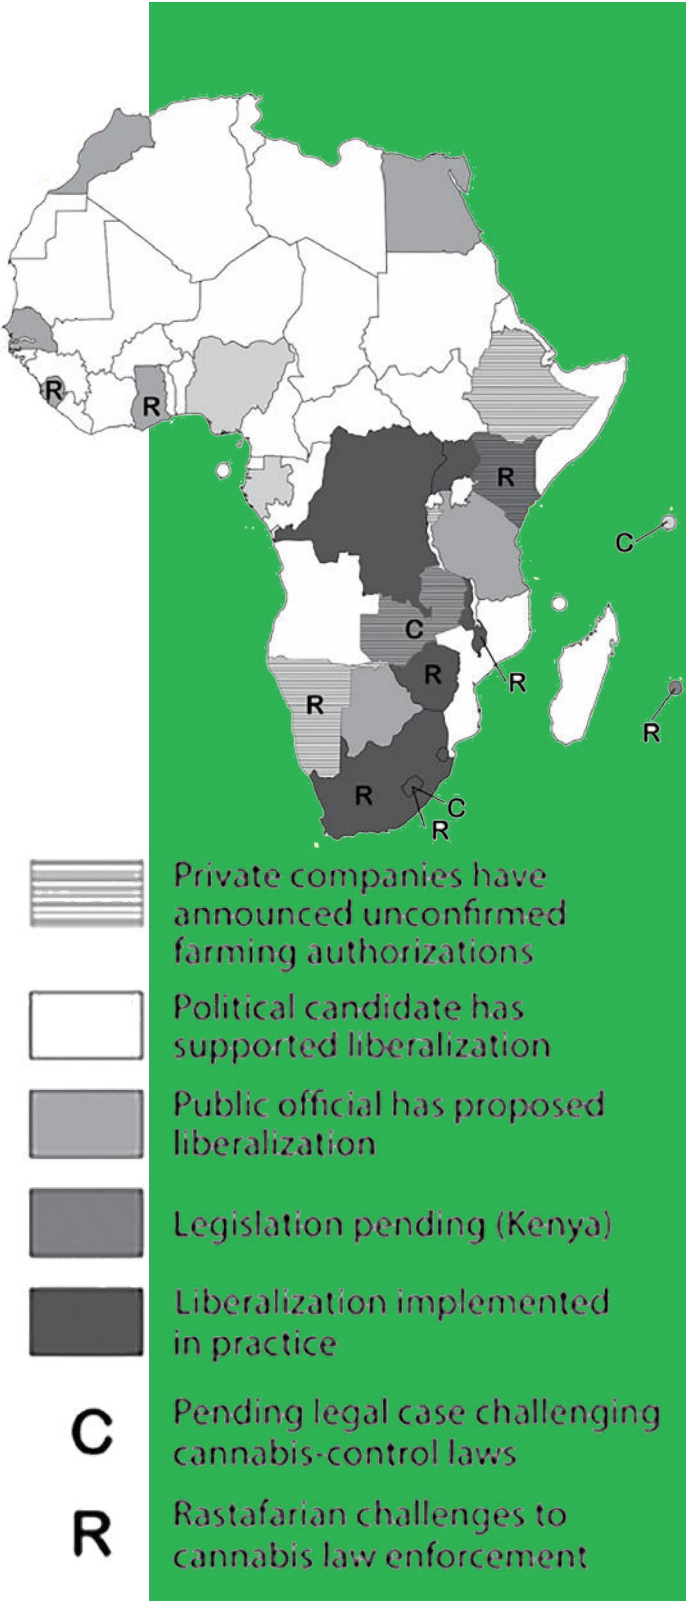 R
R
R
C
C
R
R
R
R
R
C
R
Private companies have
announced unconfirmed
farming authorizations
Political candidate has
supported liberalization
Public official has proposed
liberalization
Legislation pending (Kenya)
Liberalization implemented
in practice
C
Pending legal case challenging
cannabis-control laws
R
Rastafarian challenges to
cannabis law enforcement